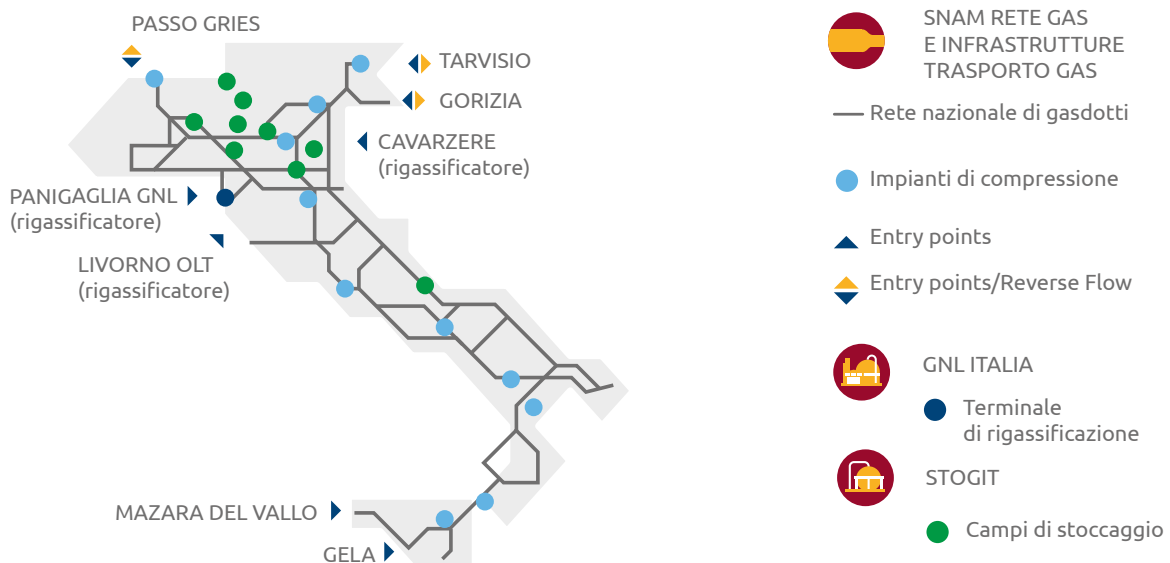 PASSO GRIES
TARVISIO
GORIZIA
CAVARZERE
(rigassificatore)
PANIGAGLIA GNL
(rigassificatore)
LIVORNO OLT
(rigassificatore)
MAZARA DEL VALLO
GELA
SNAM RETE GAS
E INFRASTRUTTURE
TRASPORTO GAS
Rete nazionale di gasdotti
Impianti di compressione
Entry points
Entry points/Reverse Flow
GNL ITALIA
Terminale
di rigassificazione
STOGIT
Campi di stoccaggio